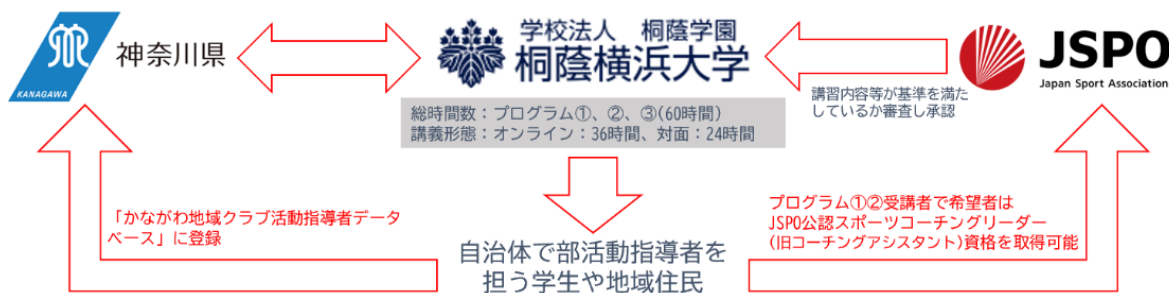 KANAGAWA
神奈川県
学校法人 桐蔭学園
桐蔭横浜大学
JSPO
Japan Sport Association
講習内容等が基準を満た
しているか審査し承認
総時間数：プログラム①、②、③(60時間)
講義形態：オンライン：36時間、対面：24時間
「かながわ地域クラブ活動指導者データ
ベース」に登録
プログラム①②受講者で希望者は
JSPO公認スポーツコーチングリーダー
(旧コーチングアシスタント)資格を取得可能
自治体で部活動指導者を
担う学生や地域住民